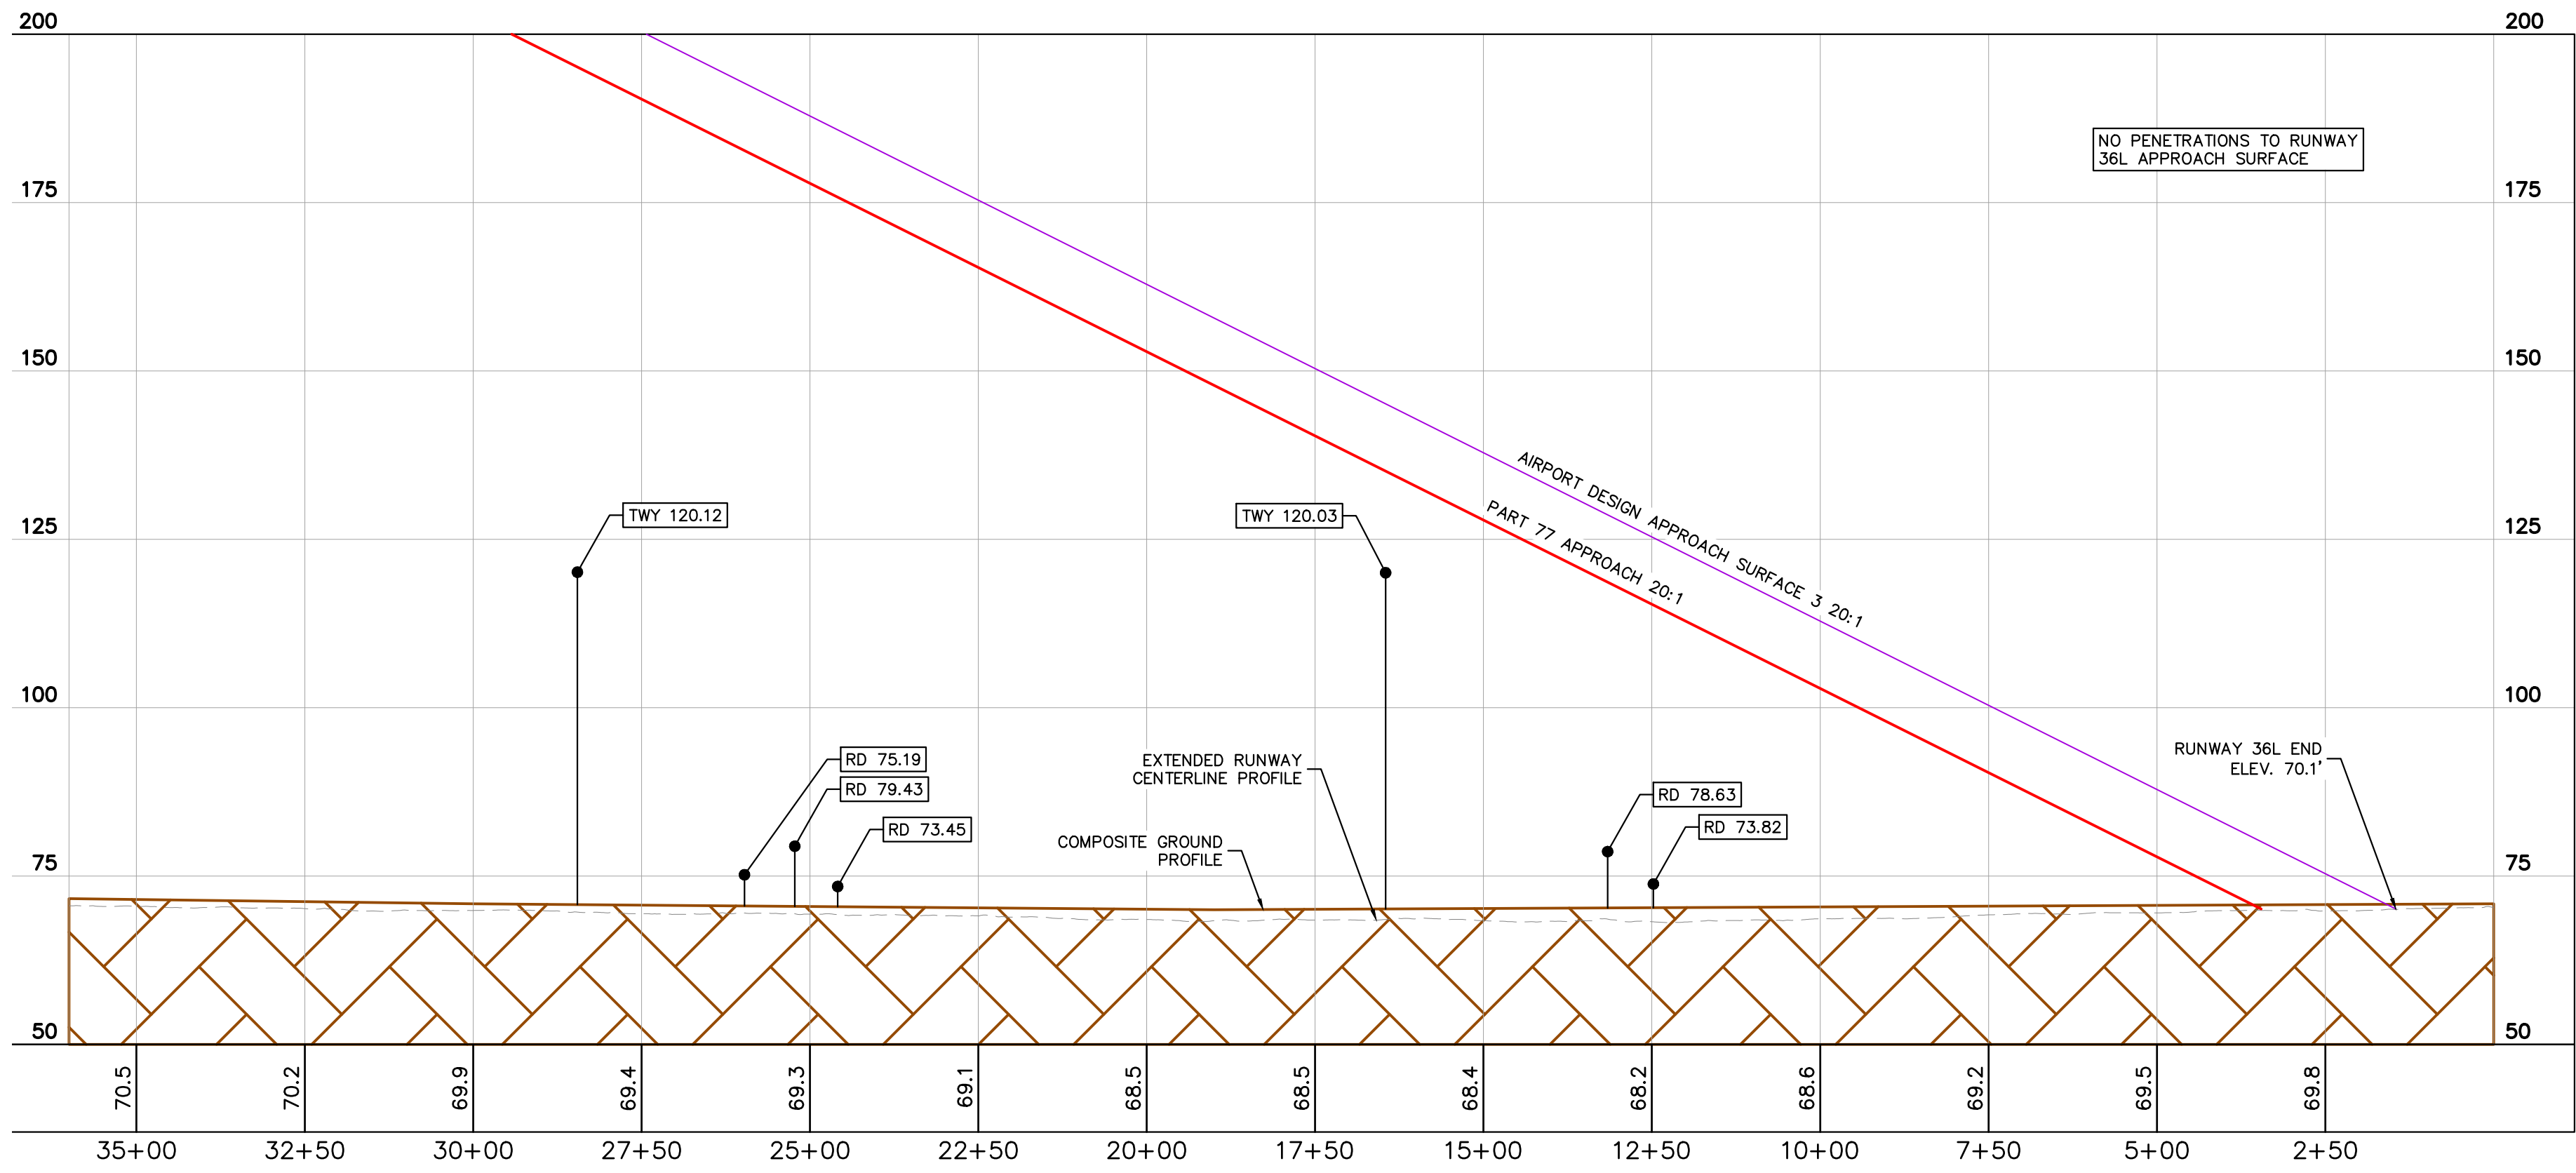 200
200
NO PENETRATIONS TO RUNWAY
36L APPROACH SURFACE
175
175
150
150
AIRPORT DESIGN APPROACH SURFACE 3 20:1
PART 77 APPROACH 20:1
TWY 120.12
TWY 120.03
125
125
100
100
RUNWAY 36L END
ELEV. 70.1'
RD 75.19
EXTENDED RUNWAY
CENTERLINE PROFILE
RD 79.43
RD 78.63
RD 73.45
RD 73.82
COMPOSITE GROUND
PROFILE
75
75
50
50
70.5
70.2
69.9
69.4
69.3
69.1
68.5
68.5
68.4
68.2
68.6
69.2
69.5
69.8
35+00
32+50
30+00
27+50
25+00
22+50
20+00
17+50
15+00
12+50
10+00
7+50
5+00
2+50